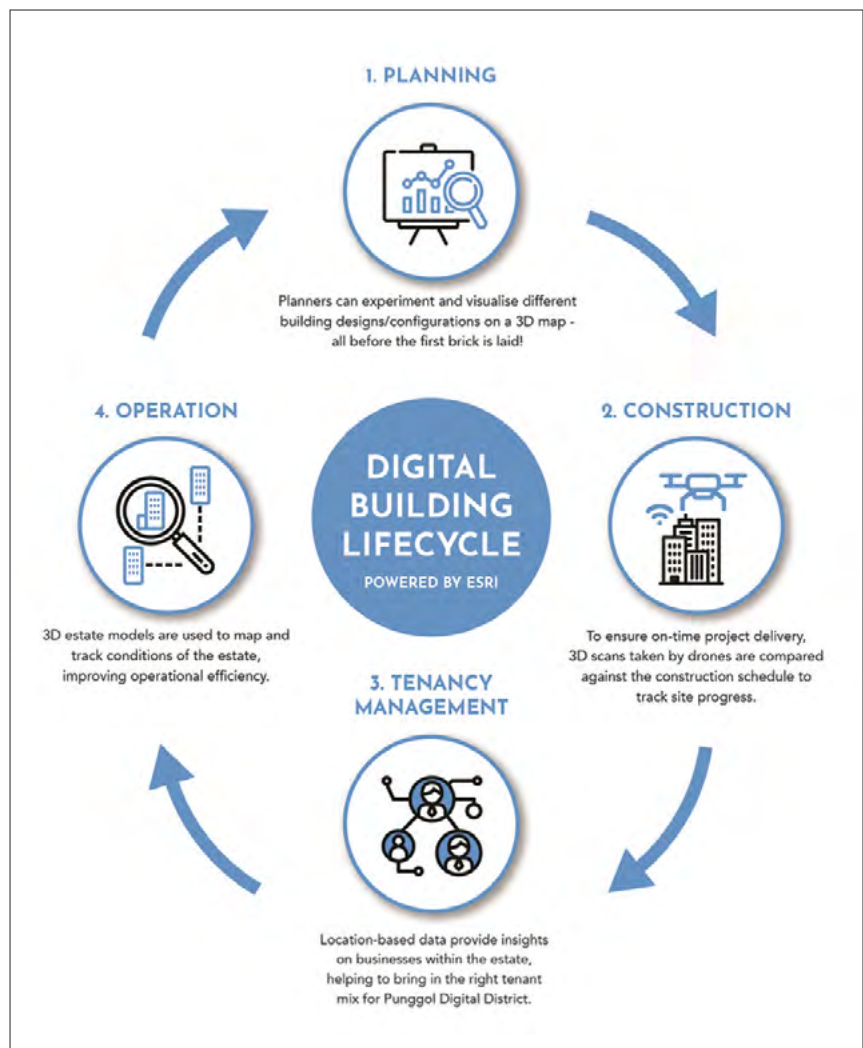 1. PLANNING
Planners can experiment and visualise different
building designs/configurations on a 3D map -
all before the first brick is laid!
2. CONSTRUCTION
To ensure on-time project delivery,
3D scans taken by drones are compared
against the construction schedule to
track site progress.
3. TENANCY
MANAGEMENT
Location-based data provide insights
on businesses within the estate,
helping to bring in the right tenant
mix for Punggol Digital District.
4. OPERATION
3D estate models are used to map and
track conditions of the estate,
improving operational efficiency.
DIGITAL
BUILDING
LIFECYCLE
POWERED BY ESRI